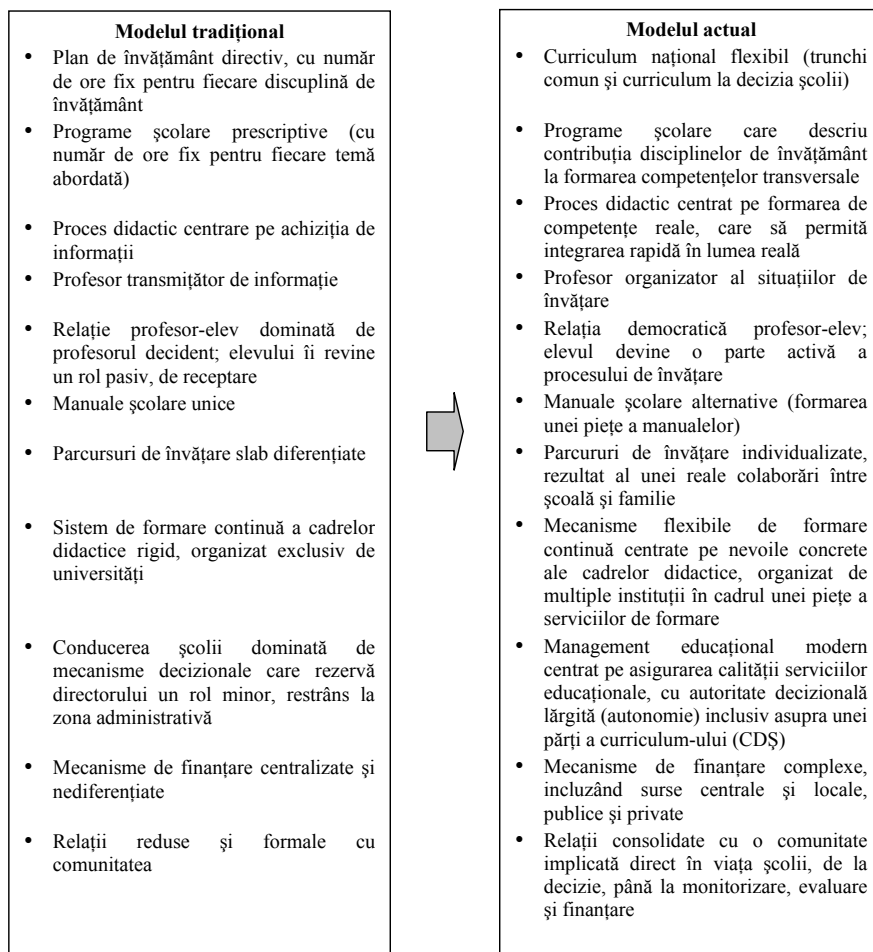 Modelul tradițional
• Plan de învățământ directiv, cu număr
de ore fix pentru fiecare discuplină de
învățământ
• Programe școlare prescriptive (cu
număr de ore fix pentru fiecare temă
abordată)
• Proces didactic centrare pe achiziția de
informații
• Profesor transmițător de informație
• Relație profesor-elev dominată de
profesorul decident; elevului îi revine
un rol pasiv, de receptare
• Manuale școlare unice
• Parcursuri de învățare slab diferențiate
• Sistem de formare continuă a cadrelor
didactice rigid, organizat exclusiv de
universități
• Conducerea școlii dominată de
mecanisme decizionale care rezervă
directorului un rol minor, restrâns la
zona administrativă
• Mecanisme de finanțare centralizate și
nediferențiate
• Relații reduse și formale cu
comunitatea
Modelul actual
• Curriculum național flexibil (trunchi
comun și curriculum la decizia școlii)
• Programe școlare care descriu
contribuția disciplinelor de învățământ
la formarea competențelor transversale
• Proces didactic centrat pe formarea de
competențe reale, care să permită
integrarea rapidă în lumea reală
• Profesor organizator al situațiilor de
învățare
• Relația democratică profesor-elev;
elevul devine o parte activă a
procesului de învățare
• Manuale școlare alternative (formarea
unei piețe a manualelor)
• Parcururi de învățare individualizate,
rezultat al unei reale colaborări între
școală și familie
• Mecanisme flexibile de formare
continuă centrate pe nevoile concrete
ale cadrelor didactice, organizat de
multiple instituții în cadrul unei piețe a
serviciilor de formare
• Management educațional modern
centrat pe asigurarea calității serviciilor
educaționale, cu autoritate decizională
lărgită (autonomie) inclusiv asupra unei
părți a curriculum-ului (CDȘ)
• Mecanisme de finanțare complexe,
incluzând surse centrale și locale,
publice și private
• Relații consolidate cu o comunitate
implicată direct în viața școlii, de la
decizie, până la monitorizare, evaluare
și finanțare